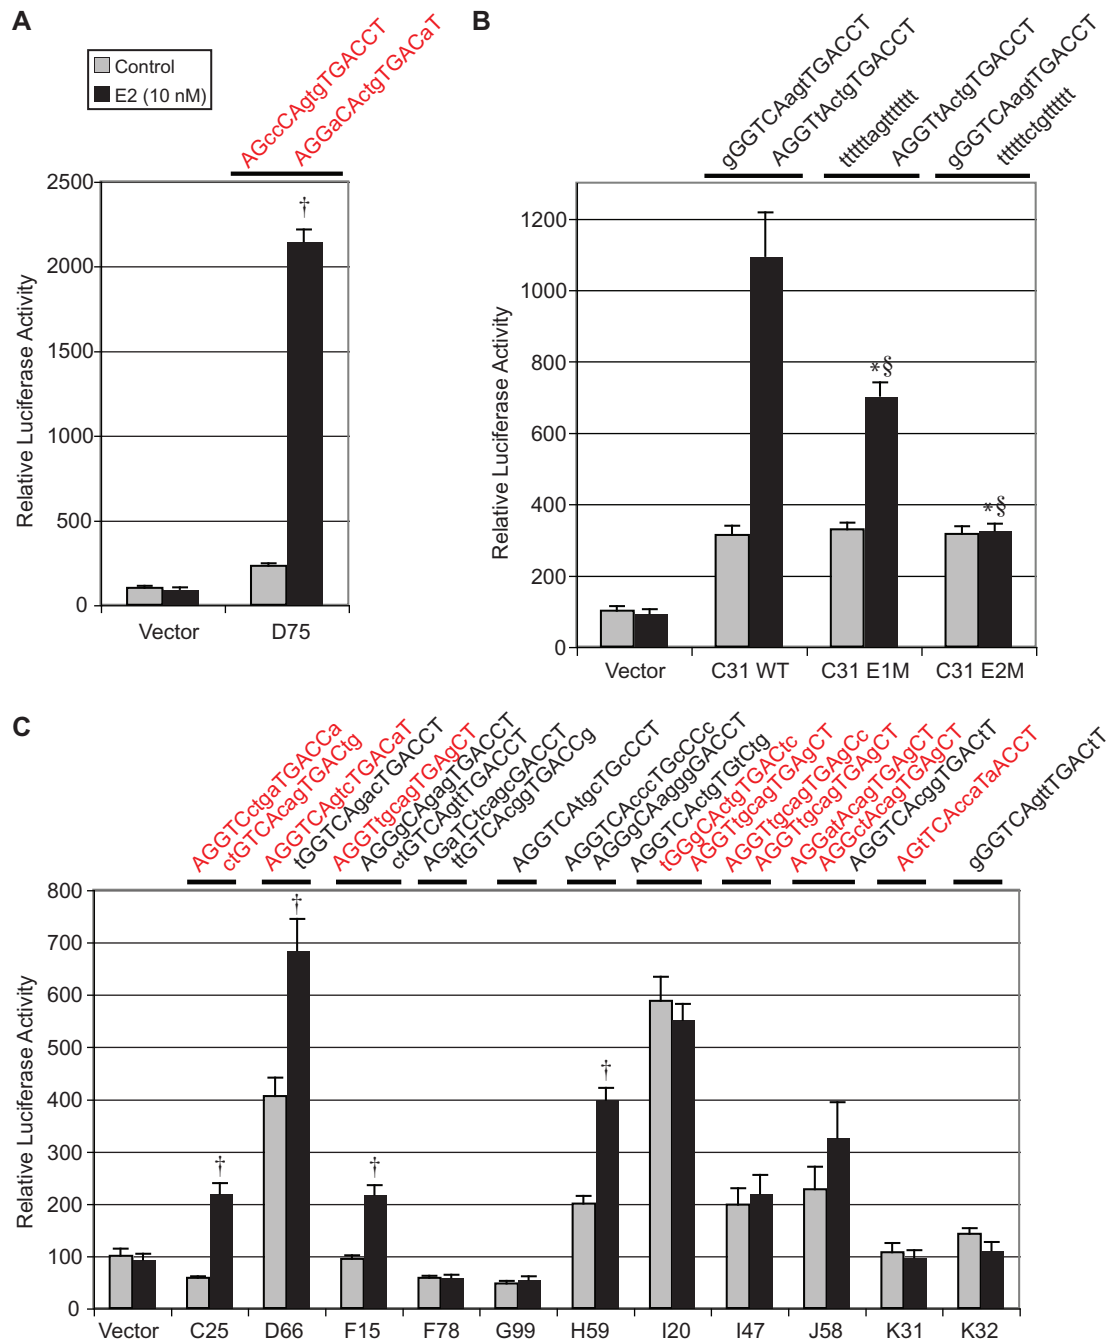 A
Control
E2 (10 nM)
AGccCAgtgTGACCT
AGGaCActgTGACaT
Relative Luciferase Activity
2500
2000
1500
1000
500
0
†
Vector
D75
B
gGGTCAagtTGACCT
AGGTtActgTGACCT
ttttttagttttttt
AGGTtActgTGACCT
gGGTCAagtTGACCT
ttttttctgtttttt
Relative Luciferase Activity
1200
1000
800
600
400
200
0
*§
*§
Vector
C31 WT
C31 E1M
C31 E2M
C
AGGTCctgaTGACCa
ctGTCAcagTGACtg
AGGTCAgtcTGACaT
tGGTCAgacTGACCT
AGGTtgcagTGAgCT
AGGgCAgagTGACCT
ctGTCAgttTGACCT
AGaTCtcagcGACCT
ttGTCAcggTGACCg
AGGTCAtgcTGcCCT
AGGTCACccTGcCCc
AGGgCAagggGACCT
AGGTCActgTGtCtg
tGGgCActgTGACtc
AGGTtgcagTGAgCT
AGGTtgcagTGAgCc
AGGTtgcagTGAgCT
AGGatAcagTGAgCT
AGGctAcagTGAgCT
AGGTCAcggTGACtT
AGtTCAccaTaACCT
gGGTCAgttTGACtT
Relative Luciferase Activity
800
700
600
500
400
300
200
100
0
†
†
†
†
Vector
C25
D66
F15
F78
G99
H59
I20
I47
J58
K31
K32